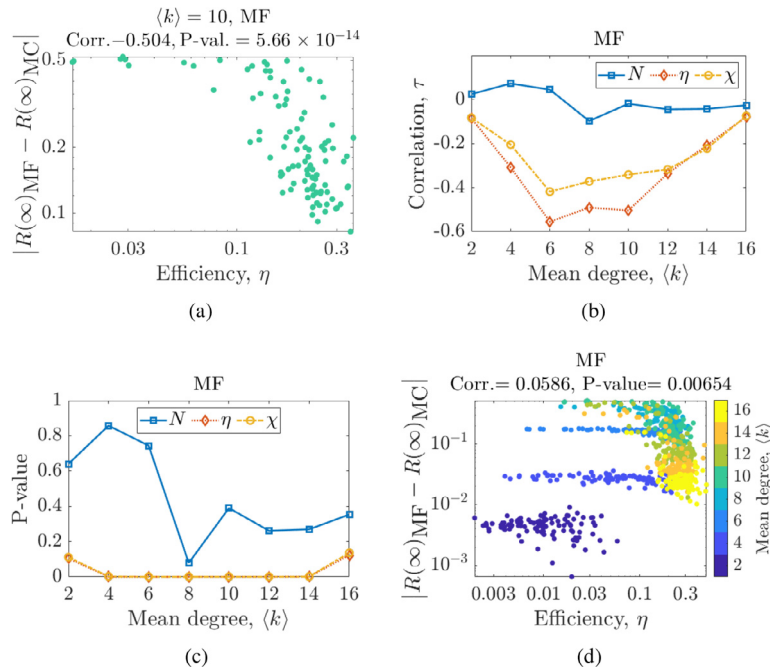 ⟨k⟩ = 10, MF
Corr.−0.504, P-val. = 5.66 × 10⁻¹⁴
|R(∞)MF − R(∞)MC|
0.5
0.2
0.1
0.03 0.1 0.3
Efficiency, η
(a)
MF
N η χ
Correlation, τ
0
-0.2
-0.4
-0.6
2 4 6 8 10 12 14 16
Mean degree, ⟨k⟩
(b)
MF
N η χ
P-value
1
0.8
0.6
0.4
0.2
0
2 4 6 8 10 12 14 16
Mean degree, ⟨k⟩
(c)
MF
Corr.= 0.0586, P-value= 0.00654
|R(∞)MF − R(∞)MC|
10⁻¹
10⁻²
10⁻³
0.003 0.01 0.03 0.1 0.3
Efficiency, η
16
14
12
10
8
6
4
2
Mean degree, ⟨k⟩
(d)